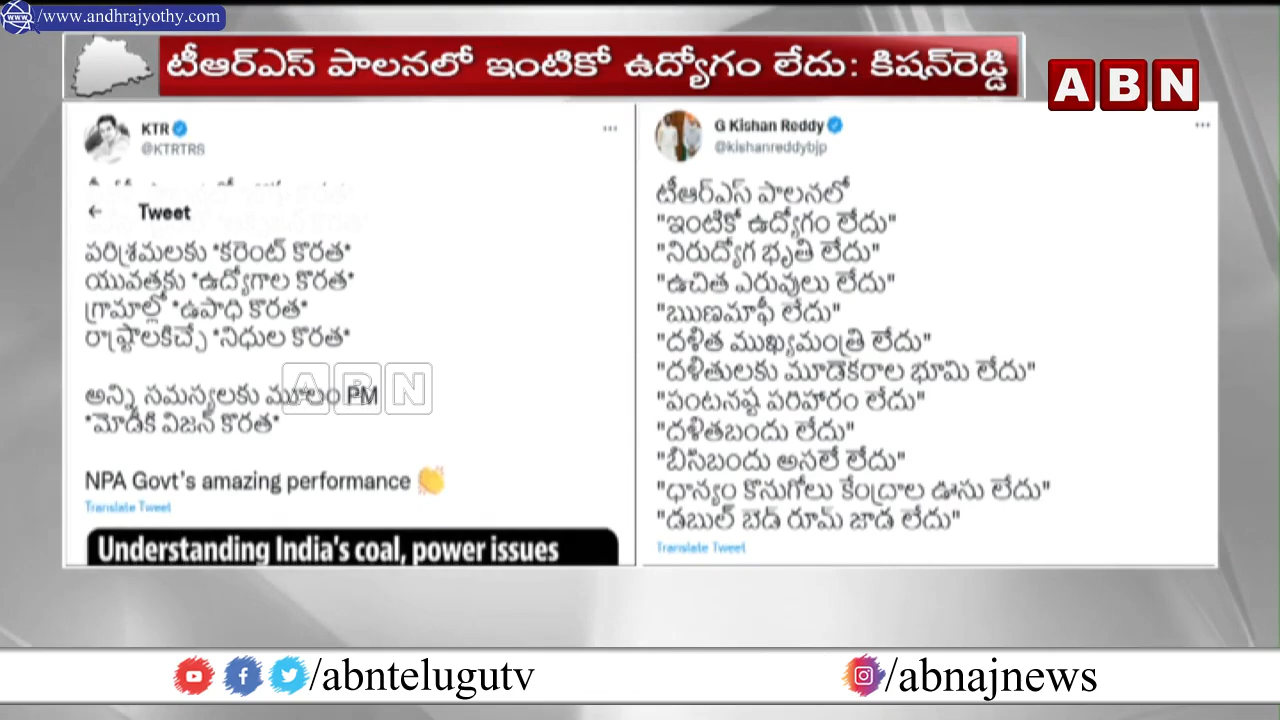 www.andhrajyothy.com
టీఆర్ఎస్ పాలనలో ఇంటికో ఉద్యోగం లేదు: కిషన్‌రెడ్డి
ABN
KTR
@KTRTRS
Tweet
పరిశ్రమలకు *కరెంట్ కొరత*
యువతకు *ఉద్యోగాల కొరత*
గ్రామాల్లో *ఉపాధి కొరత*
రాష్ట్రాలకిచ్చే *నిధుల కొరత*
అన్ని సమస్యలకు మూలం PM
*మోడీకి విజన్ కొరత*
NPA Govt's amazing performance 👏
Translate Tweet
Understanding India's coal, power issues
ABN
G Kishan Reddy
@kishanreddybjp
టీఆర్ఎస్ పాలనలో
"ఇంటికో ఉద్యోగం లేదు"
"నిరుద్యోగ భృతి లేదు"
"ఉచిత ఎరువులు లేదు"
"ఋణమాఫీ లేదు"
"దళిత ముఖ్యమంత్రి లేదు"
"దళితులకు మూడెకరాల భూమి లేదు"
"పంటనష్ట పరిహారం లేదు"
"దళితబందు లేదు"
"బిసిబందు అసలే లేదు"
"ధాన్యం కొనుగోలు కేంద్రాల ఊసు లేదు"
"డబుల్ బెడ్ రూమ్ జాడ లేదు"
Translate Tweet
/abntelugutv
/abnajnews